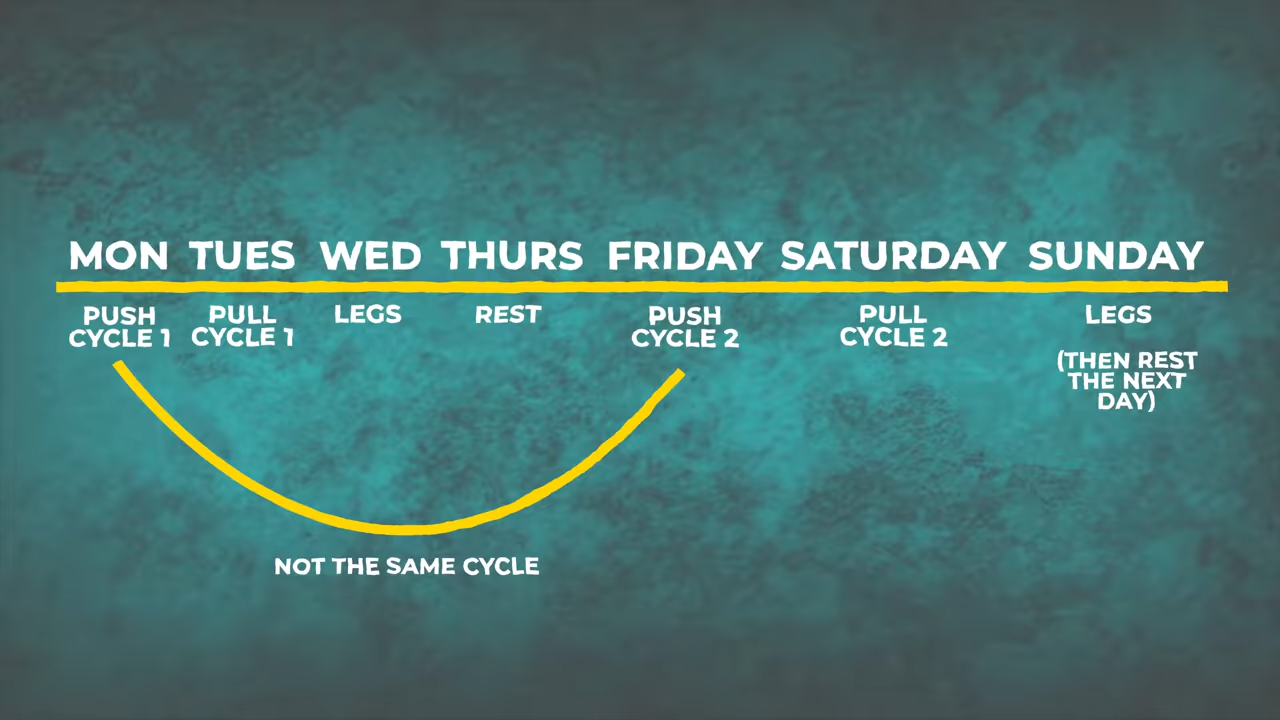 MON TUES WED THURS FRIDAY SATURDAY SUNDAY
PUSH
CYCLE 1
PULL
CYCLE 1
LEGS
REST
PUSH
CYCLE 2
PULL
CYCLE 2
LEGS
(THEN REST
THE NEXT
DAY)
NOT THE SAME CYCLE